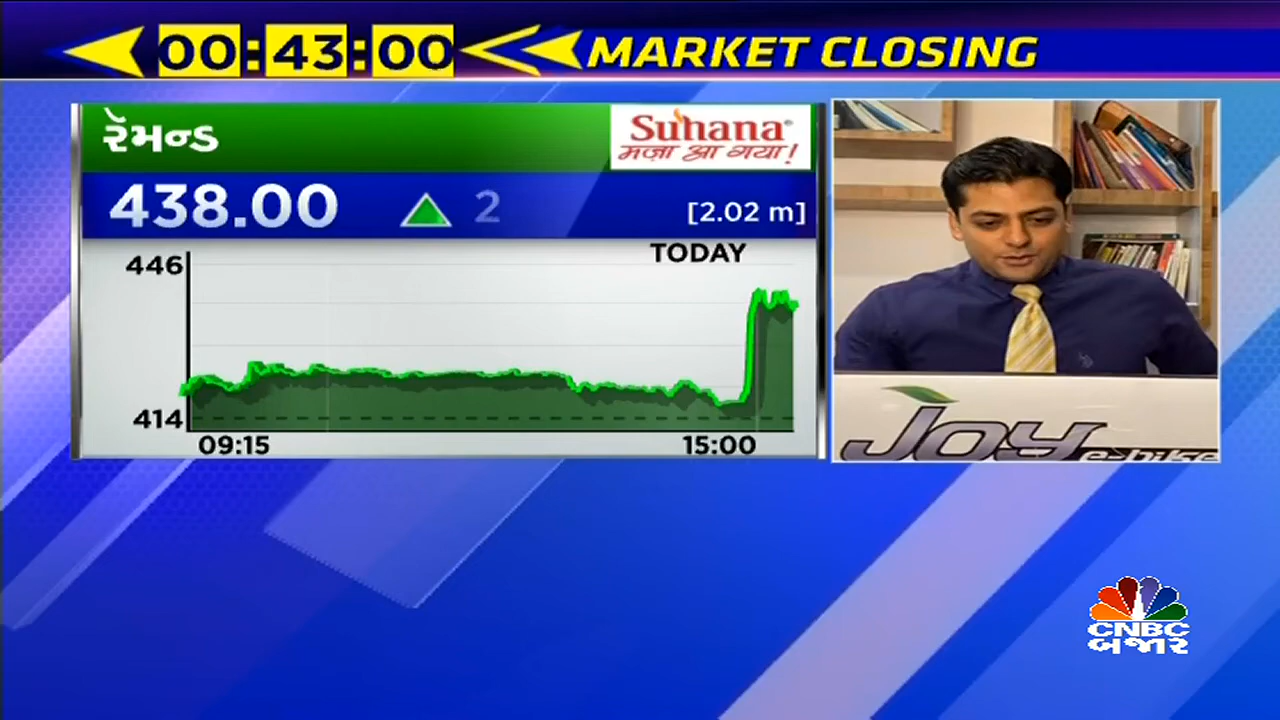 00:43:00 MARKET CLOSING
રેમન્ડ
Suhana
मज़ा आ गया!
438.00 2 [2.02 m]
TODAY
446
414
09:15 15:00
Joy
e-bike
CNBC
બજાર